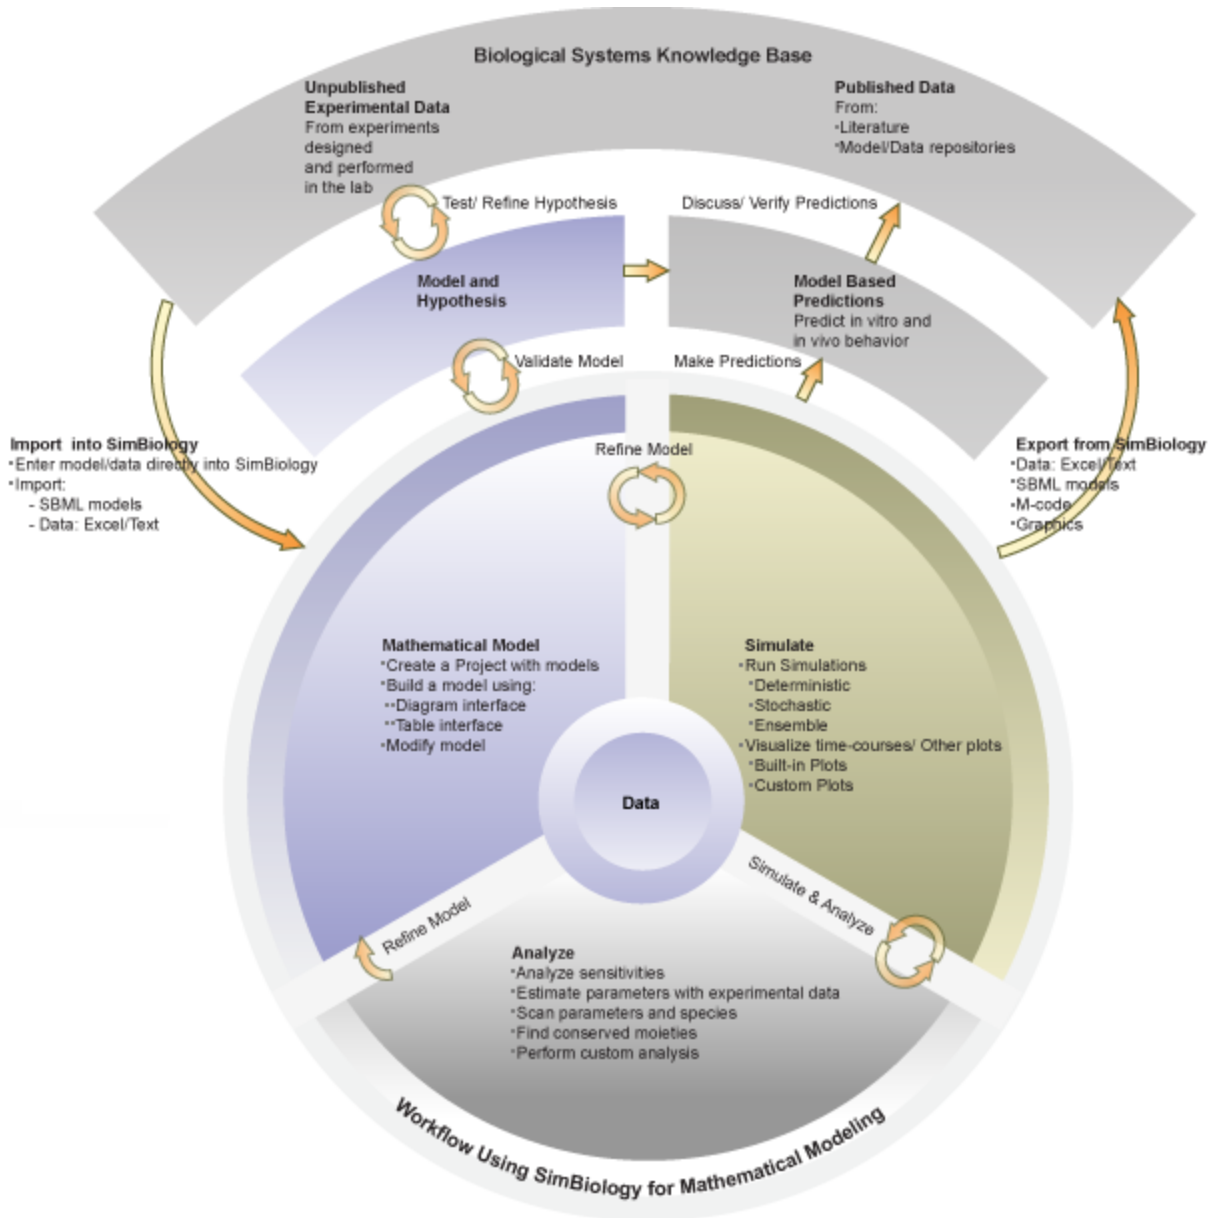 Biological Systems Knowledge Base
Unpublished
Experimental Data
From experiments
designed
and performed
in the lab
Published Data
From:
•Literature
•Model/Data repositories
Test/ Refine Hypothesis
Discuss/ Verify Predictions
Model and
Hypothesis
Model Based
Predictions
Predict in vitro and
in vivo behavior
Validate Model
Make Predictions
Import  into SimBiology
•Enter model/data directly into SimBiology
•Import:
- SBML models
- Data: Excel/Text
Refine Model
Export from SimBiology
•Data: Excel/Text
•SBML models
•M-code
•Graphics
Mathematical Model
•Create a Project with models
•Build a model using:
••Diagram interface
••Table interface
•Modify model
Simulate
•Run Simulations
•Deterministic
•Stochastic
•Ensemble
•Visualize time-courses/ Other plots
•Built-in Plots
•Custom Plots
Data
Refine Model
Simulate & Analyze
Analyze
•Analyze sensitivities
•Estimate parameters with experimental data
•Scan parameters and species
•Find conserved moieties
•Perform custom analysis
Workflow Using SimBiology for Mathematical Modeling